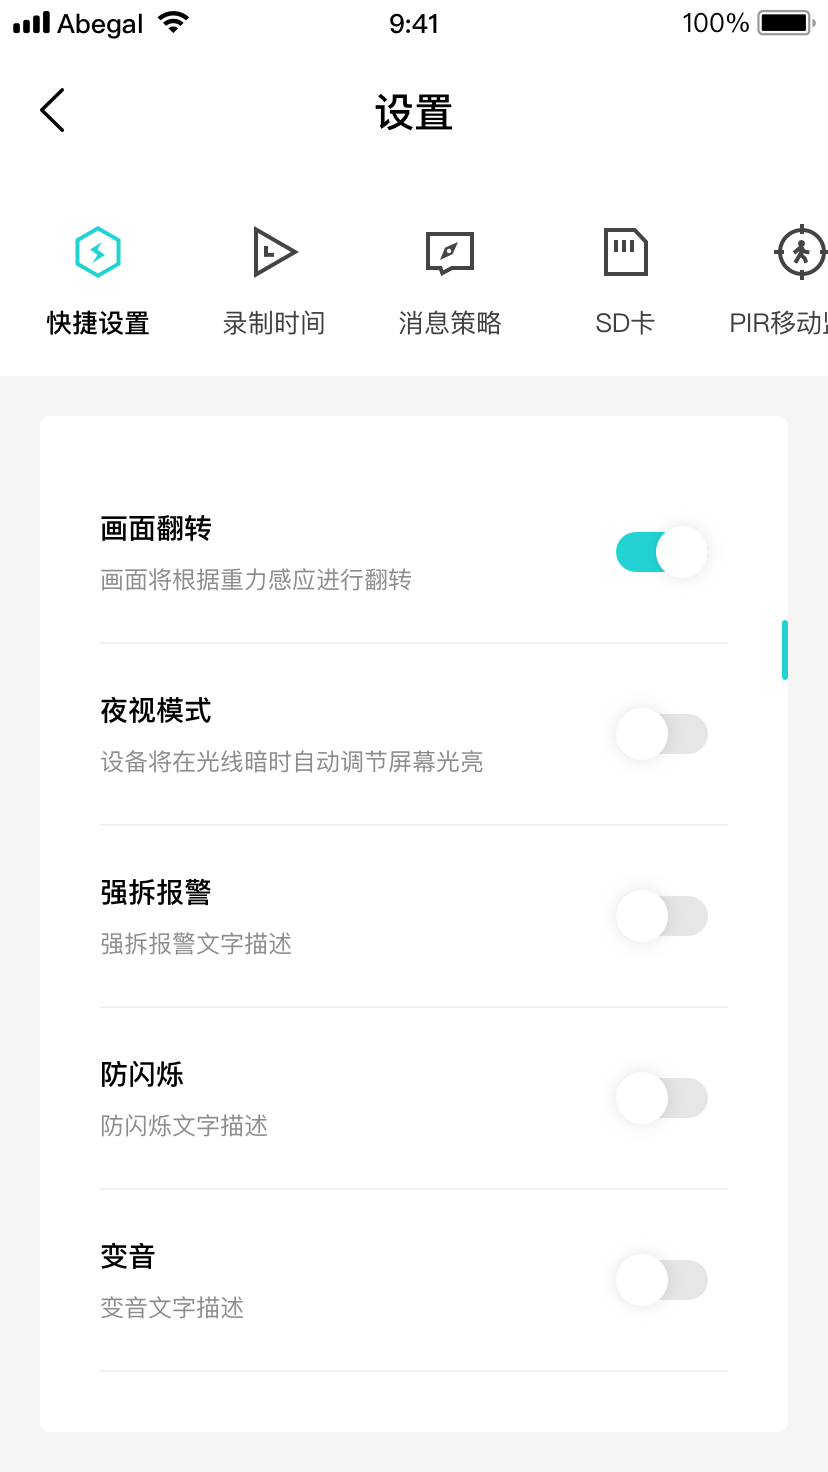 Abegal 9:41 100%
设置
快捷设置 录制时间 消息策略 SD卡 PIR移动
画面翻转
画面将根据重力感应进行翻转
夜视模式
设备将在光线暗时自动调节屏幕光亮
强拆报警
强拆报警文字描述
防闪烁
防闪烁文字描述
变音
变音文字描述